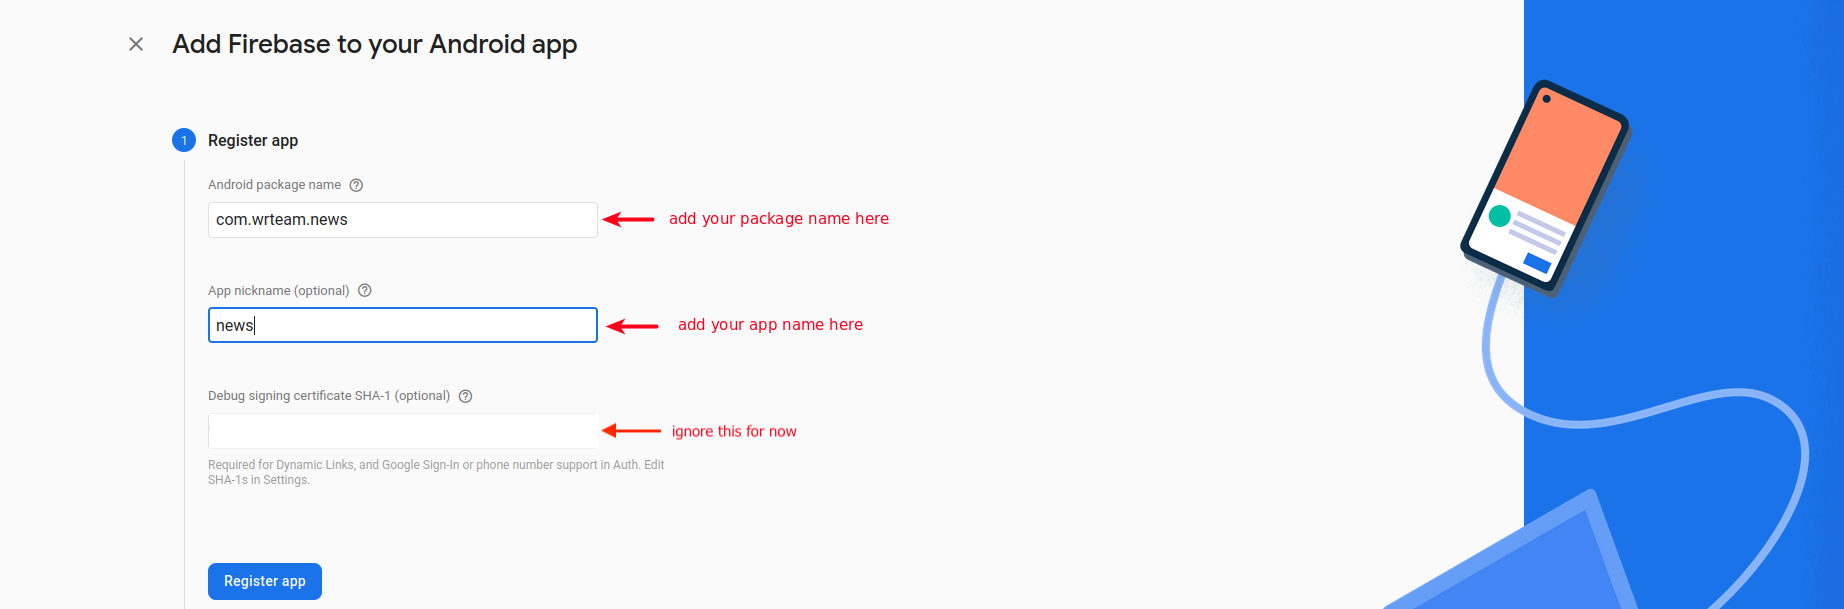 Add Firebase to your Android app
1 Register app
Android package name
com.wrteam.news
add your package name here
App nickname (optional)
news
add your app name here
Debug signing certificate SHA-1 (optional)
ignore this for now
Required for Dynamic Links, and Google Sign-In or phone number support in Auth. Edit
SHA-1s in Settings.
Register app